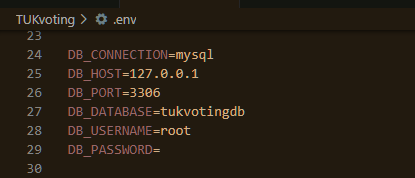 TUKvoting > .env
23
24 DB_CONNECTION=mysql
25 DB_HOST=127.0.0.1
26 DB_PORT=3306
27 DB_DATABASE=tukvotingdb
28 DB_USERNAME=root
29 DB_PASSWORD=
30